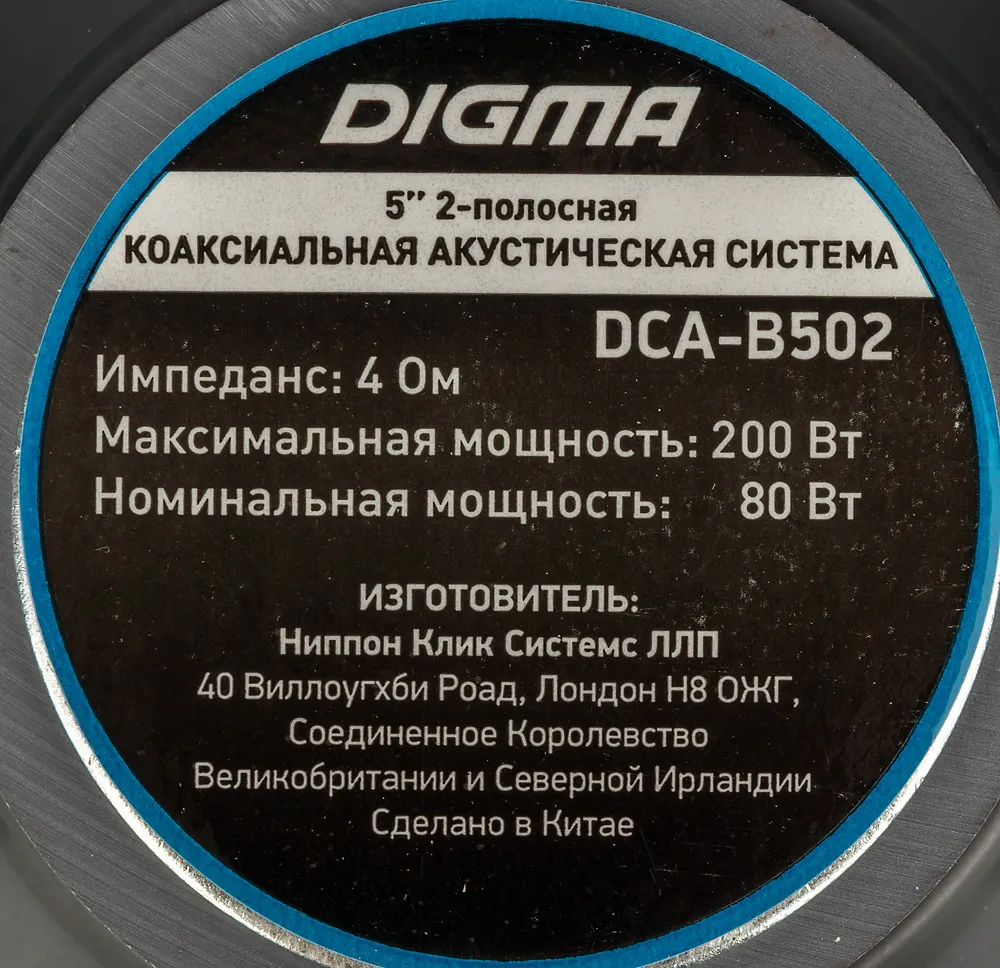 DIGMA
5" 2-полосная
КОАКСИАЛЬНАЯ АКУСТИЧЕСКАЯ СИСТЕМА
DCA-B502
Импеданс: 4 Ом
Максимальная мощность: 200 Вт
Номинальная мощность: 80 Вт
ИЗГОТОВИТЕЛЬ:
Ниппон Клик Системс ЛЛП
40 Виллоугхби Роад, Лондон Н8 ОЖГ,
Соединенное Королевство
Великобритании и Северной Ирландии
Сделано в Китае